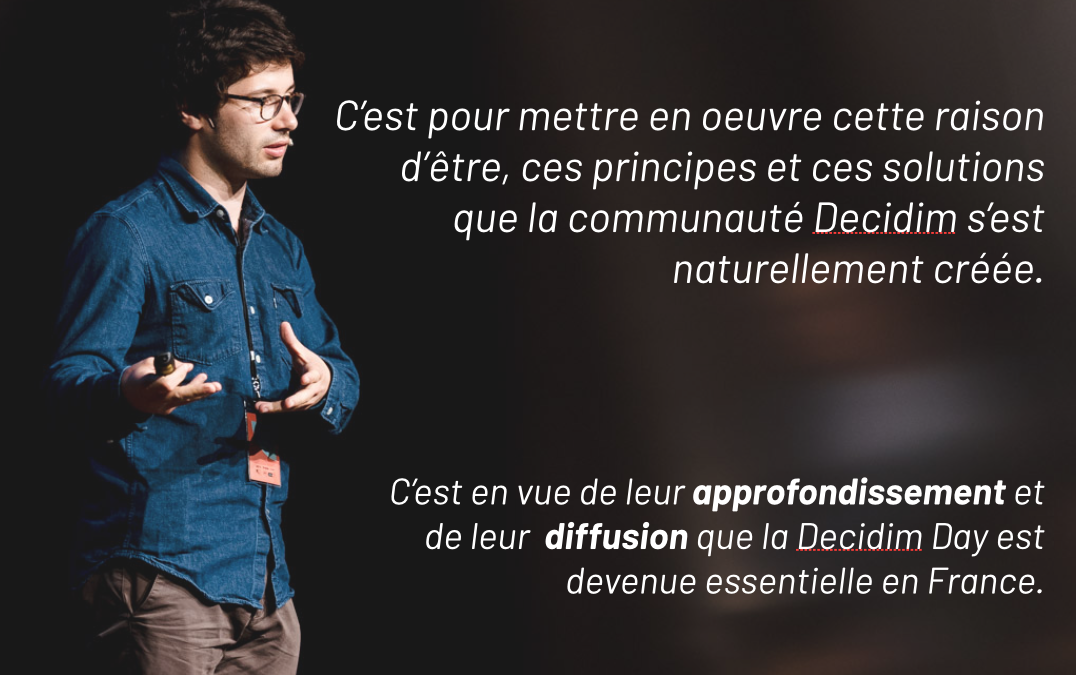 C’est pour mettre en oeuvre cette raison
d’être, ces principes et ces solutions
que la communauté Decidim s’est
naturellement créée.
C’est en vue de leur approfondissement et
de leur diffusion que la Decidim Day est
devenue essentielle en France.